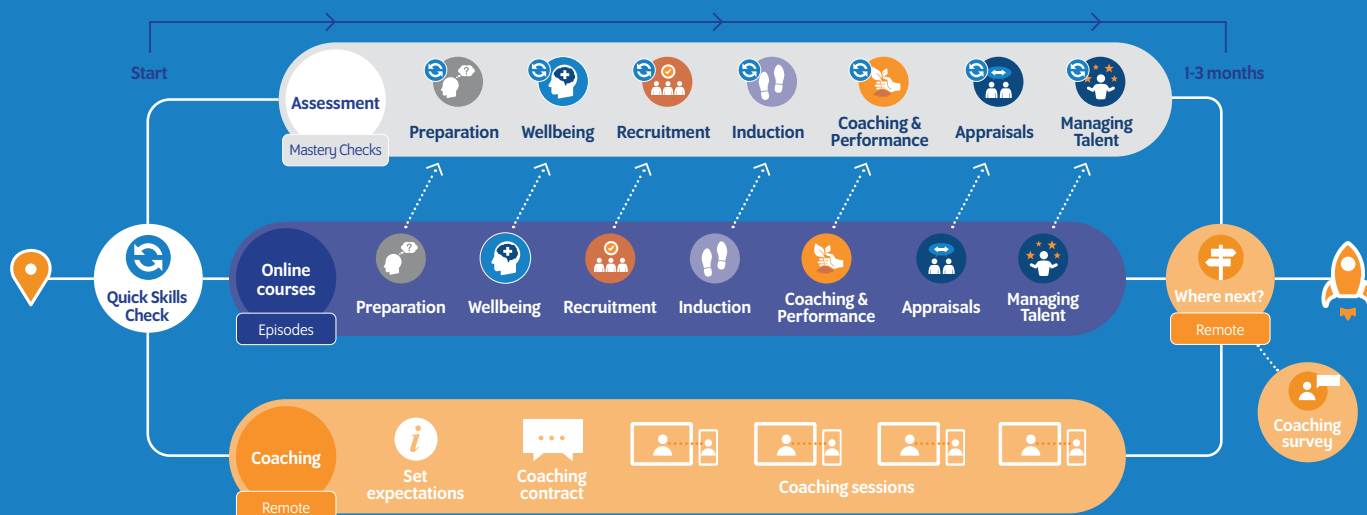 Start
1-3 months
Assessment
Mastery Checks
Preparation
Wellbeing
Recruitment
Induction
Coaching &
Performance
Appraisals
Managing
Talent
Quick Skills
Check
Online
courses
Episodes
Preparation
Wellbeing
Recruitment
Induction
Coaching &
Performance
Appraisals
Managing
Talent
Where next?
Remote
Coaching
survey
Coaching
Remote
Set
expectations
Coaching
contract
Coaching sessions